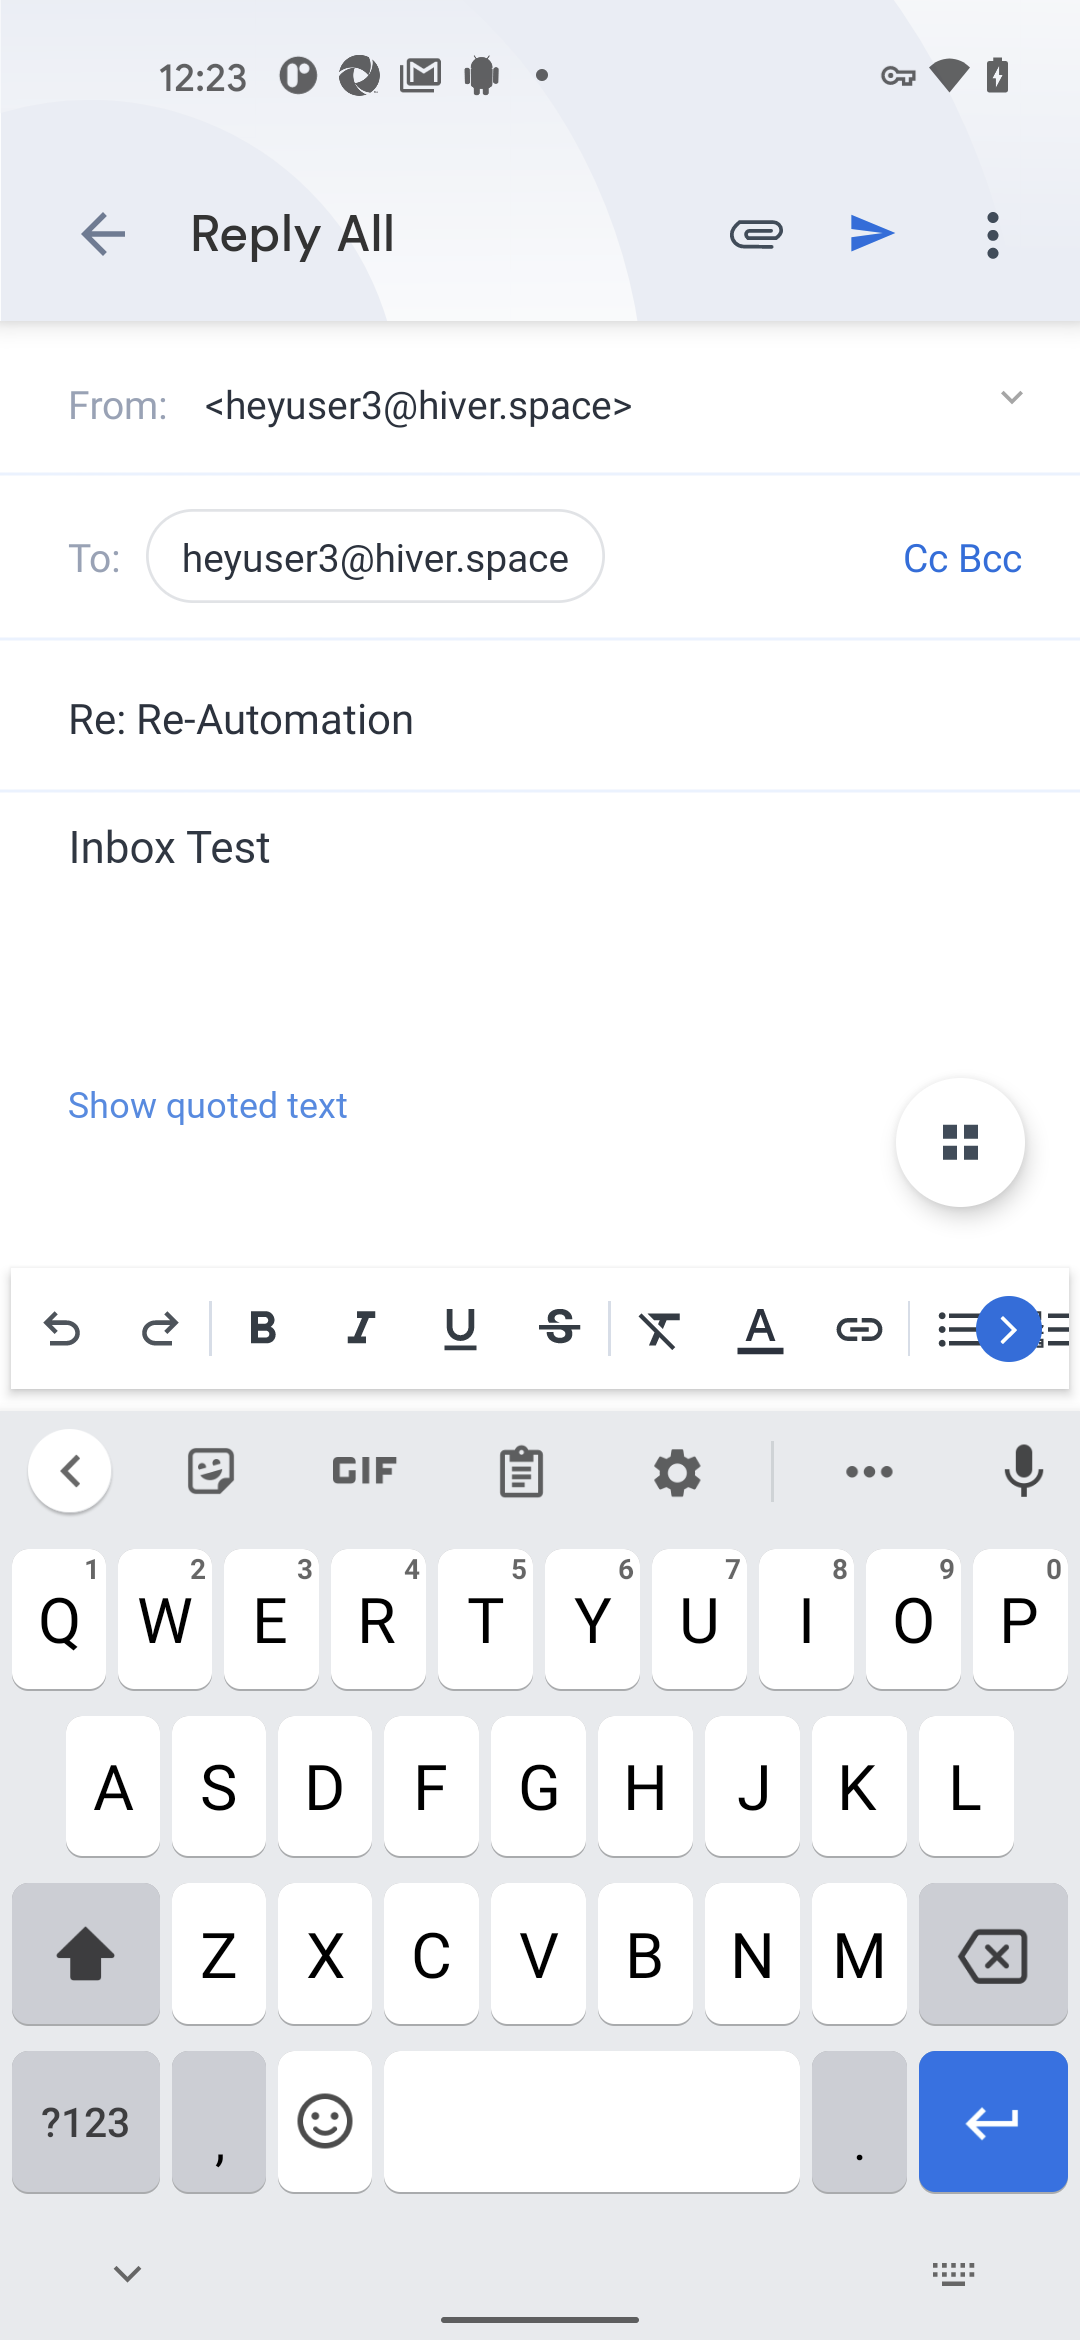 12:23
Reply All
From: <heyuser3@hiver.space>
To: heyuser3@hiver.space Cc Bcc
Re: Re-Automation
Inbox Test
Show quoted text
B I U S A
GIF
1 2 3 4 5 6 7 8 9 0
Q W E R T Y U I O P
A S D F G H J K L
Z X C V B N M
?123 , .